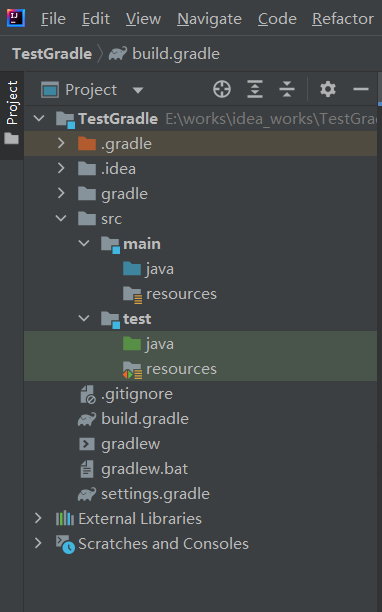 File Edit View Navigate Code Refactor
TestGradle build.gradle
Project
Project
TestGradle E:\works\idea_works\TestGrad
.gradle
.idea
gradle
src
main
java
resources
test
java
resources
.gitignore
build.gradle
gradlew
gradlew.bat
settings.gradle
External Libraries
Scratches and Consoles